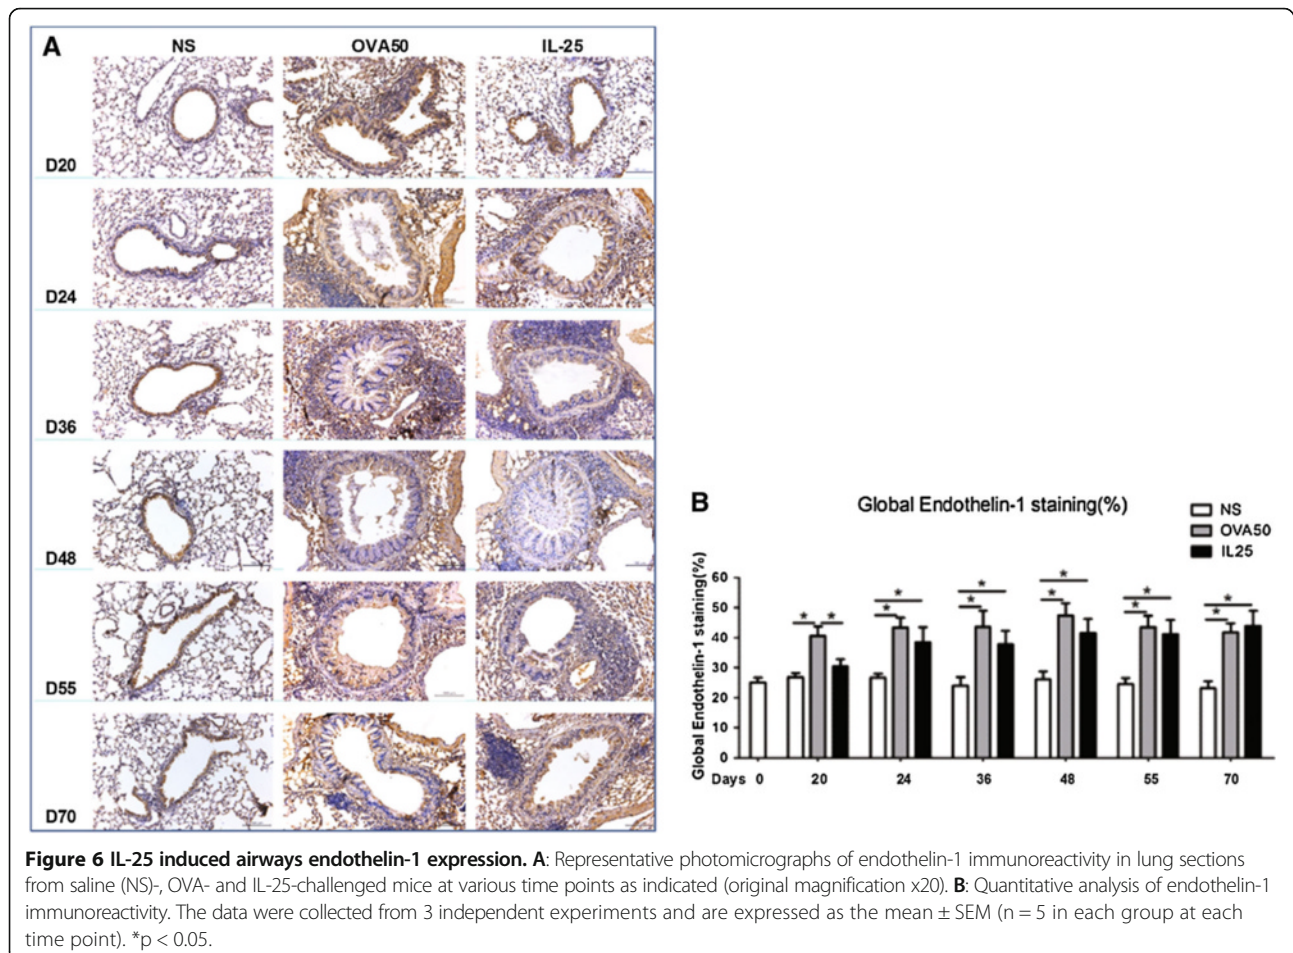 A
NS OVA50 IL-25
D20
D24
D36
D48
D55
D70
B
Global Endothelin-1 staining(%)
NS
OVA50
IL25
Global Endothelin-1 staining(%)
60
50
40
30
20
10
0
* *
* *
* *
* *
* *
* *
Days 0 20 24 36 48 55 70
Figure 6 IL-25 induced airways endothelin-1 expression. A: Representative photomicrographs of endothelin-1 immunoreactivity in lung sections
from saline (NS)-, OVA- and IL-25-challenged mice at various time points as indicated (original magnification x20). B: Quantitative analysis of endothelin-1
immunoreactivity. The data were collected from 3 independent experiments and are expressed as the mean ± SEM (n = 5 in each group at each
time point). *p < 0.05.